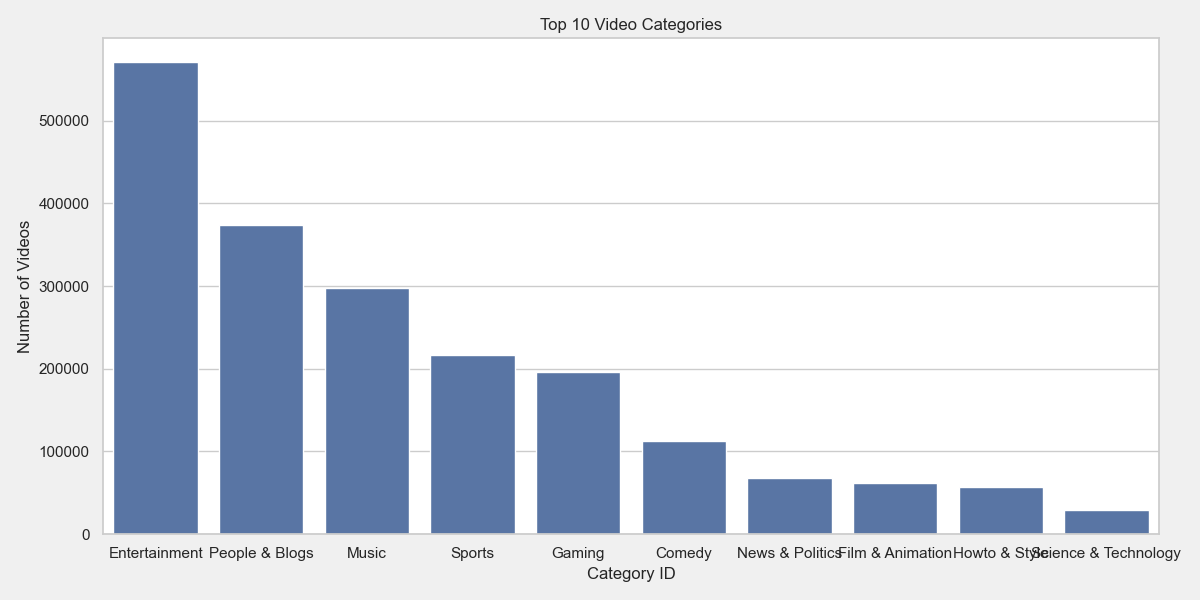 Top 10 Video Categories
Number of Videos
500000
400000
300000
200000
100000
0
Entertainment People & Blogs Music Sports Gaming Comedy News & Politics Film & Animation Howto & Style Science & Technology
Category ID